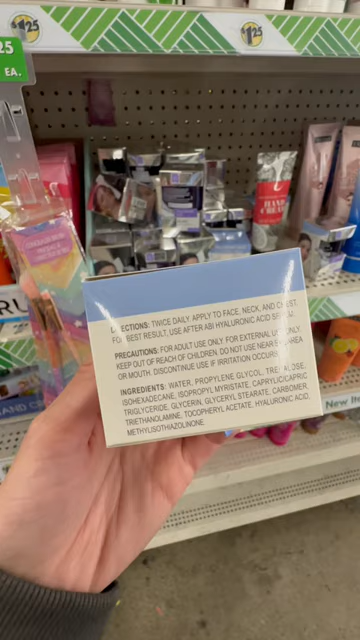 25
EA.
$1.25
$1.25
HAND
CREAM
DIRECTIONS: TWICE DAILY APPLY TO FACE, NECK, AND CHEST.
FOR BEST RESULT, USE AFTER ABI HYALURONIC ACID SERUM.
PRECAUTIONS: FOR ADULT USE ONLY. FOR EXTERNAL USE ONLY.
KEEP OUT OF REACH OF CHILDREN. DO NOT USE NEAR EYE AREA
OR MOUTH. DISCONTINUE USE IF IRRITATION OCCURS.
INGREDIENTS: WATER, PROPYLENE GLYCOL, TREHALOSE,
ISOHEXADECANE, ISOPROPYL MYRISTATE, CAPRYLIC/CAPRIC
TRIGLYCERIDE, GLYCERIN, GLYCERYL STEARATE, CARBOMER,
TRIETHANOLAMINE, TOCOPHERYL ACETATE, HYALURONIC ACID,
METHYLISOTHIAZOLINONE
New Ite